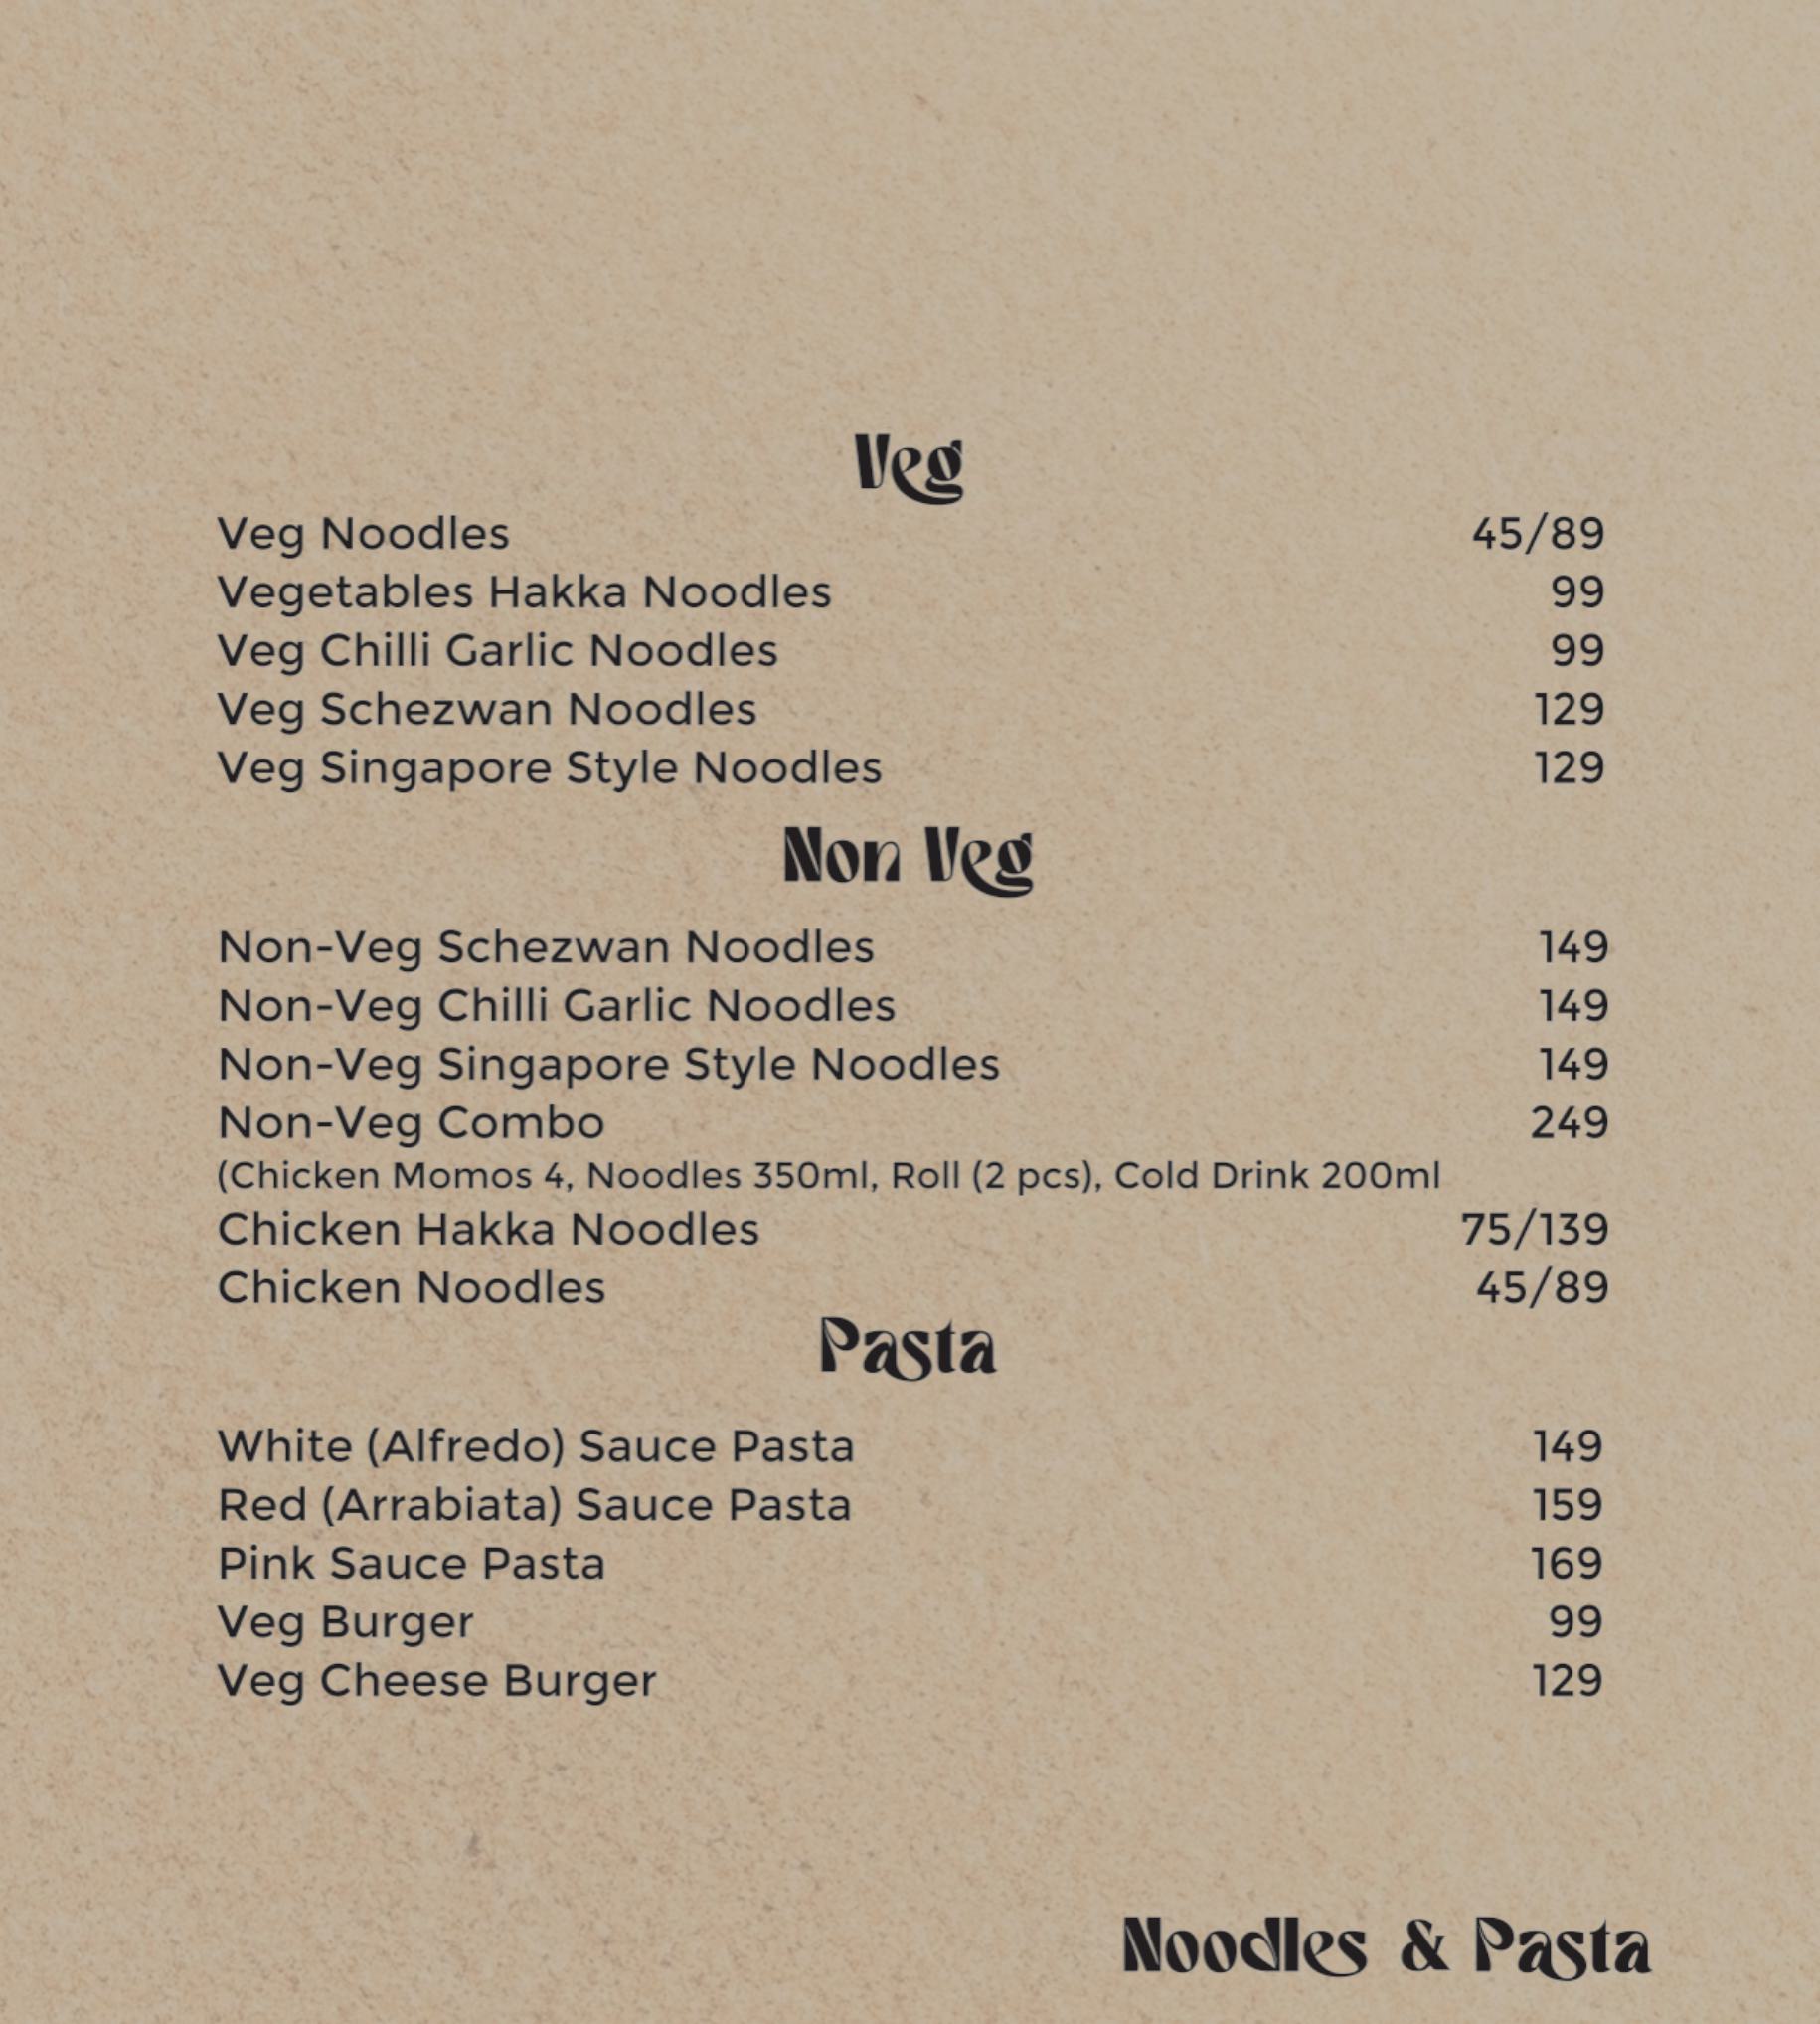 Veg
Veg Noodles 45/89
Vegetables Hakka Noodles 99
Veg Chilli Garlic Noodles 99
Veg Schezwan Noodles 129
Veg Singapore Style Noodles 129
Non Veg
Non-Veg Schezwan Noodles 149
Non-Veg Chilli Garlic Noodles 149
Non-Veg Singapore Style Noodles 149
Non-Veg Combo 249
(Chicken Momos 4, Noodles 350ml, Roll (2 pcs), Cold Drink 200ml
Chicken Hakka Noodles 75/139
Chicken Noodles 45/89
Pasta
White (Alfredo) Sauce Pasta 149
Red (Arrabiata) Sauce Pasta 159
Pink Sauce Pasta 169
Veg Burger 99
Veg Cheese Burger 129
Noodles & Pasta